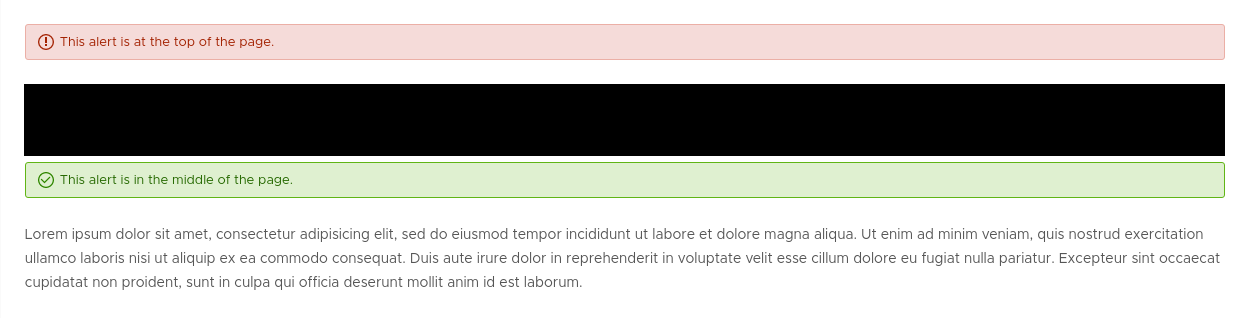 This alert is at the top of the page.
This alert is in the middle of the page.
Lorem ipsum dolor sit amet, consectetur adipisicing elit, sed do eiusmod tempor incididunt ut labore et dolore magna aliqua. Ut enim ad minim veniam, quis nostrud exercitation
ullamco laboris nisi ut aliquip ex ea commodo consequat. Duis aute irure dolor in reprehenderit in voluptate velit esse cillum dolore eu fugiat nulla pariatur. Excepteur sint occaecat
cupidatat non proident, sunt in culpa qui officia deserunt mollit anim id est laborum.